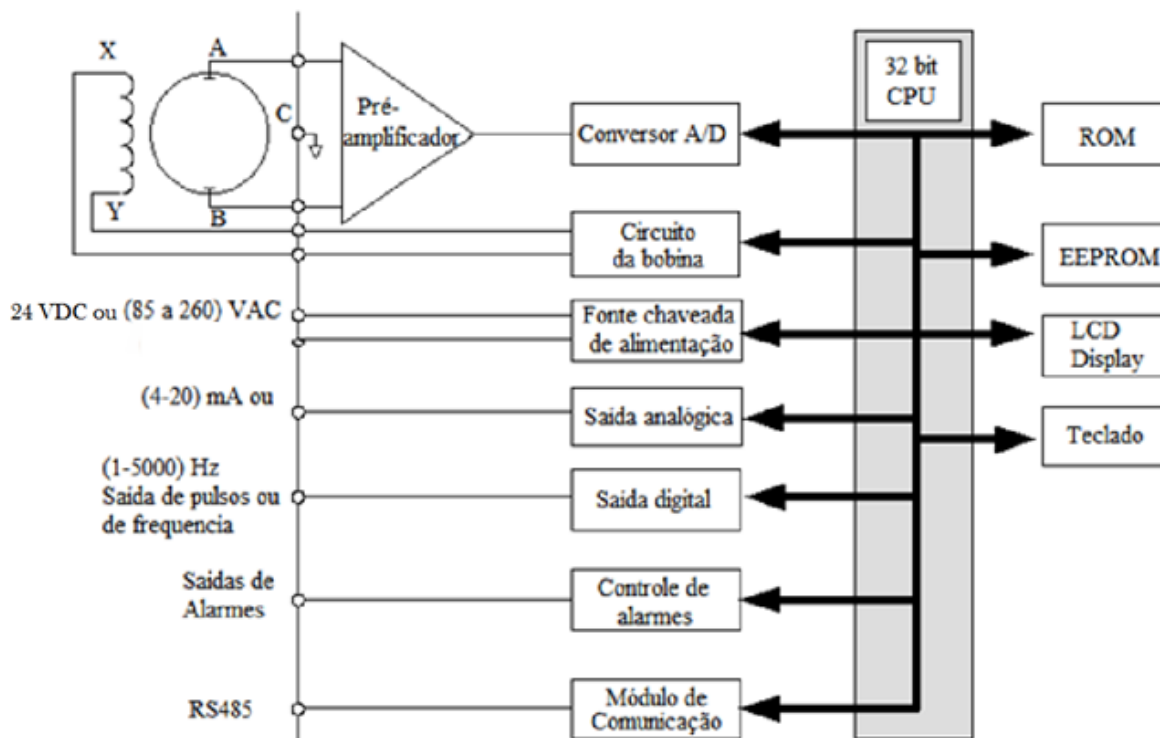 X
A
C
Y
B
Pré-
amplificador
Conversor A/D
32 bit
CPU
ROM
Circuito
da bobina
EEPROM
24 VDC ou (85 a 260) VAC
Fonte chaveada
de alimentação
LCD
Display
(4-20) mA ou
Saída analógica
Teclado
(1-5000) Hz
Saída de pulsos ou
de frequencia
Saída digital
Saídas de
Alarmes
Controle de
alarmes
RS485
Módulo de
Comunicação